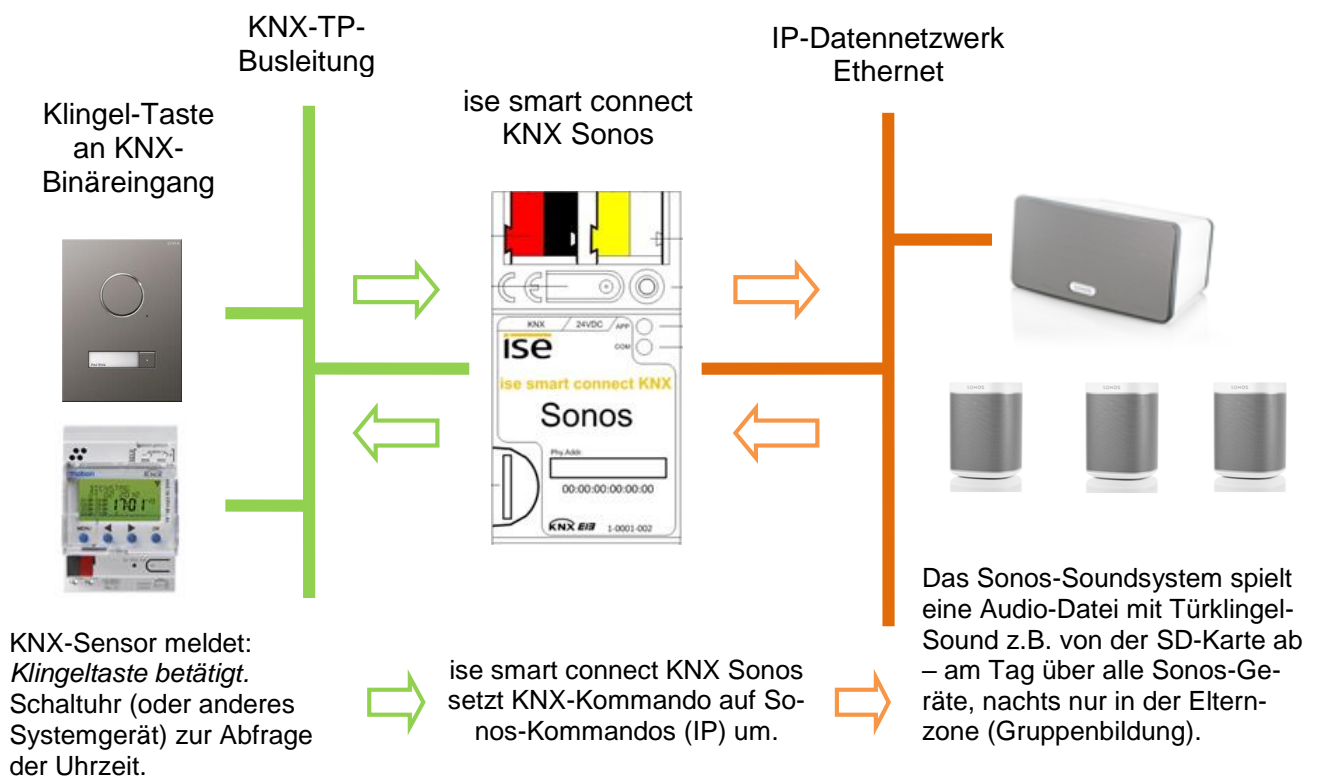 KNX-TP-
Busleitung
IP-Datennetzwerk
Ethernet
Klingel-Taste
an KNX-
Binäreingang
ise smart connect
KNX Sonos
KNX
24VDC
APP
COM
ise
ise smart connect KNX
Sonos
Phy.Addr.
00:00:00:00:00:00
KNX EIB
1-0001-002
17:01
MENU
OK
SONOS
SONOS
SONOS
SONOS
KNX-Sensor meldet:
Klingeltaste betätigt.
Schaltuhr (oder anderes
Systemgerät) zur Abfrage
der Uhrzeit.
ise smart connect KNX Sonos
setzt KNX-Kommando auf So-
nos-Kommandos (IP) um.
Das Sonos-Soundsystem spielt
eine Audio-Datei mit Türklingel-
Sound z.B. von der SD-Karte ab
– am Tag über alle Sonos-Ge-
räte, nachts nur in der Eltern-
zone (Gruppenbildung).